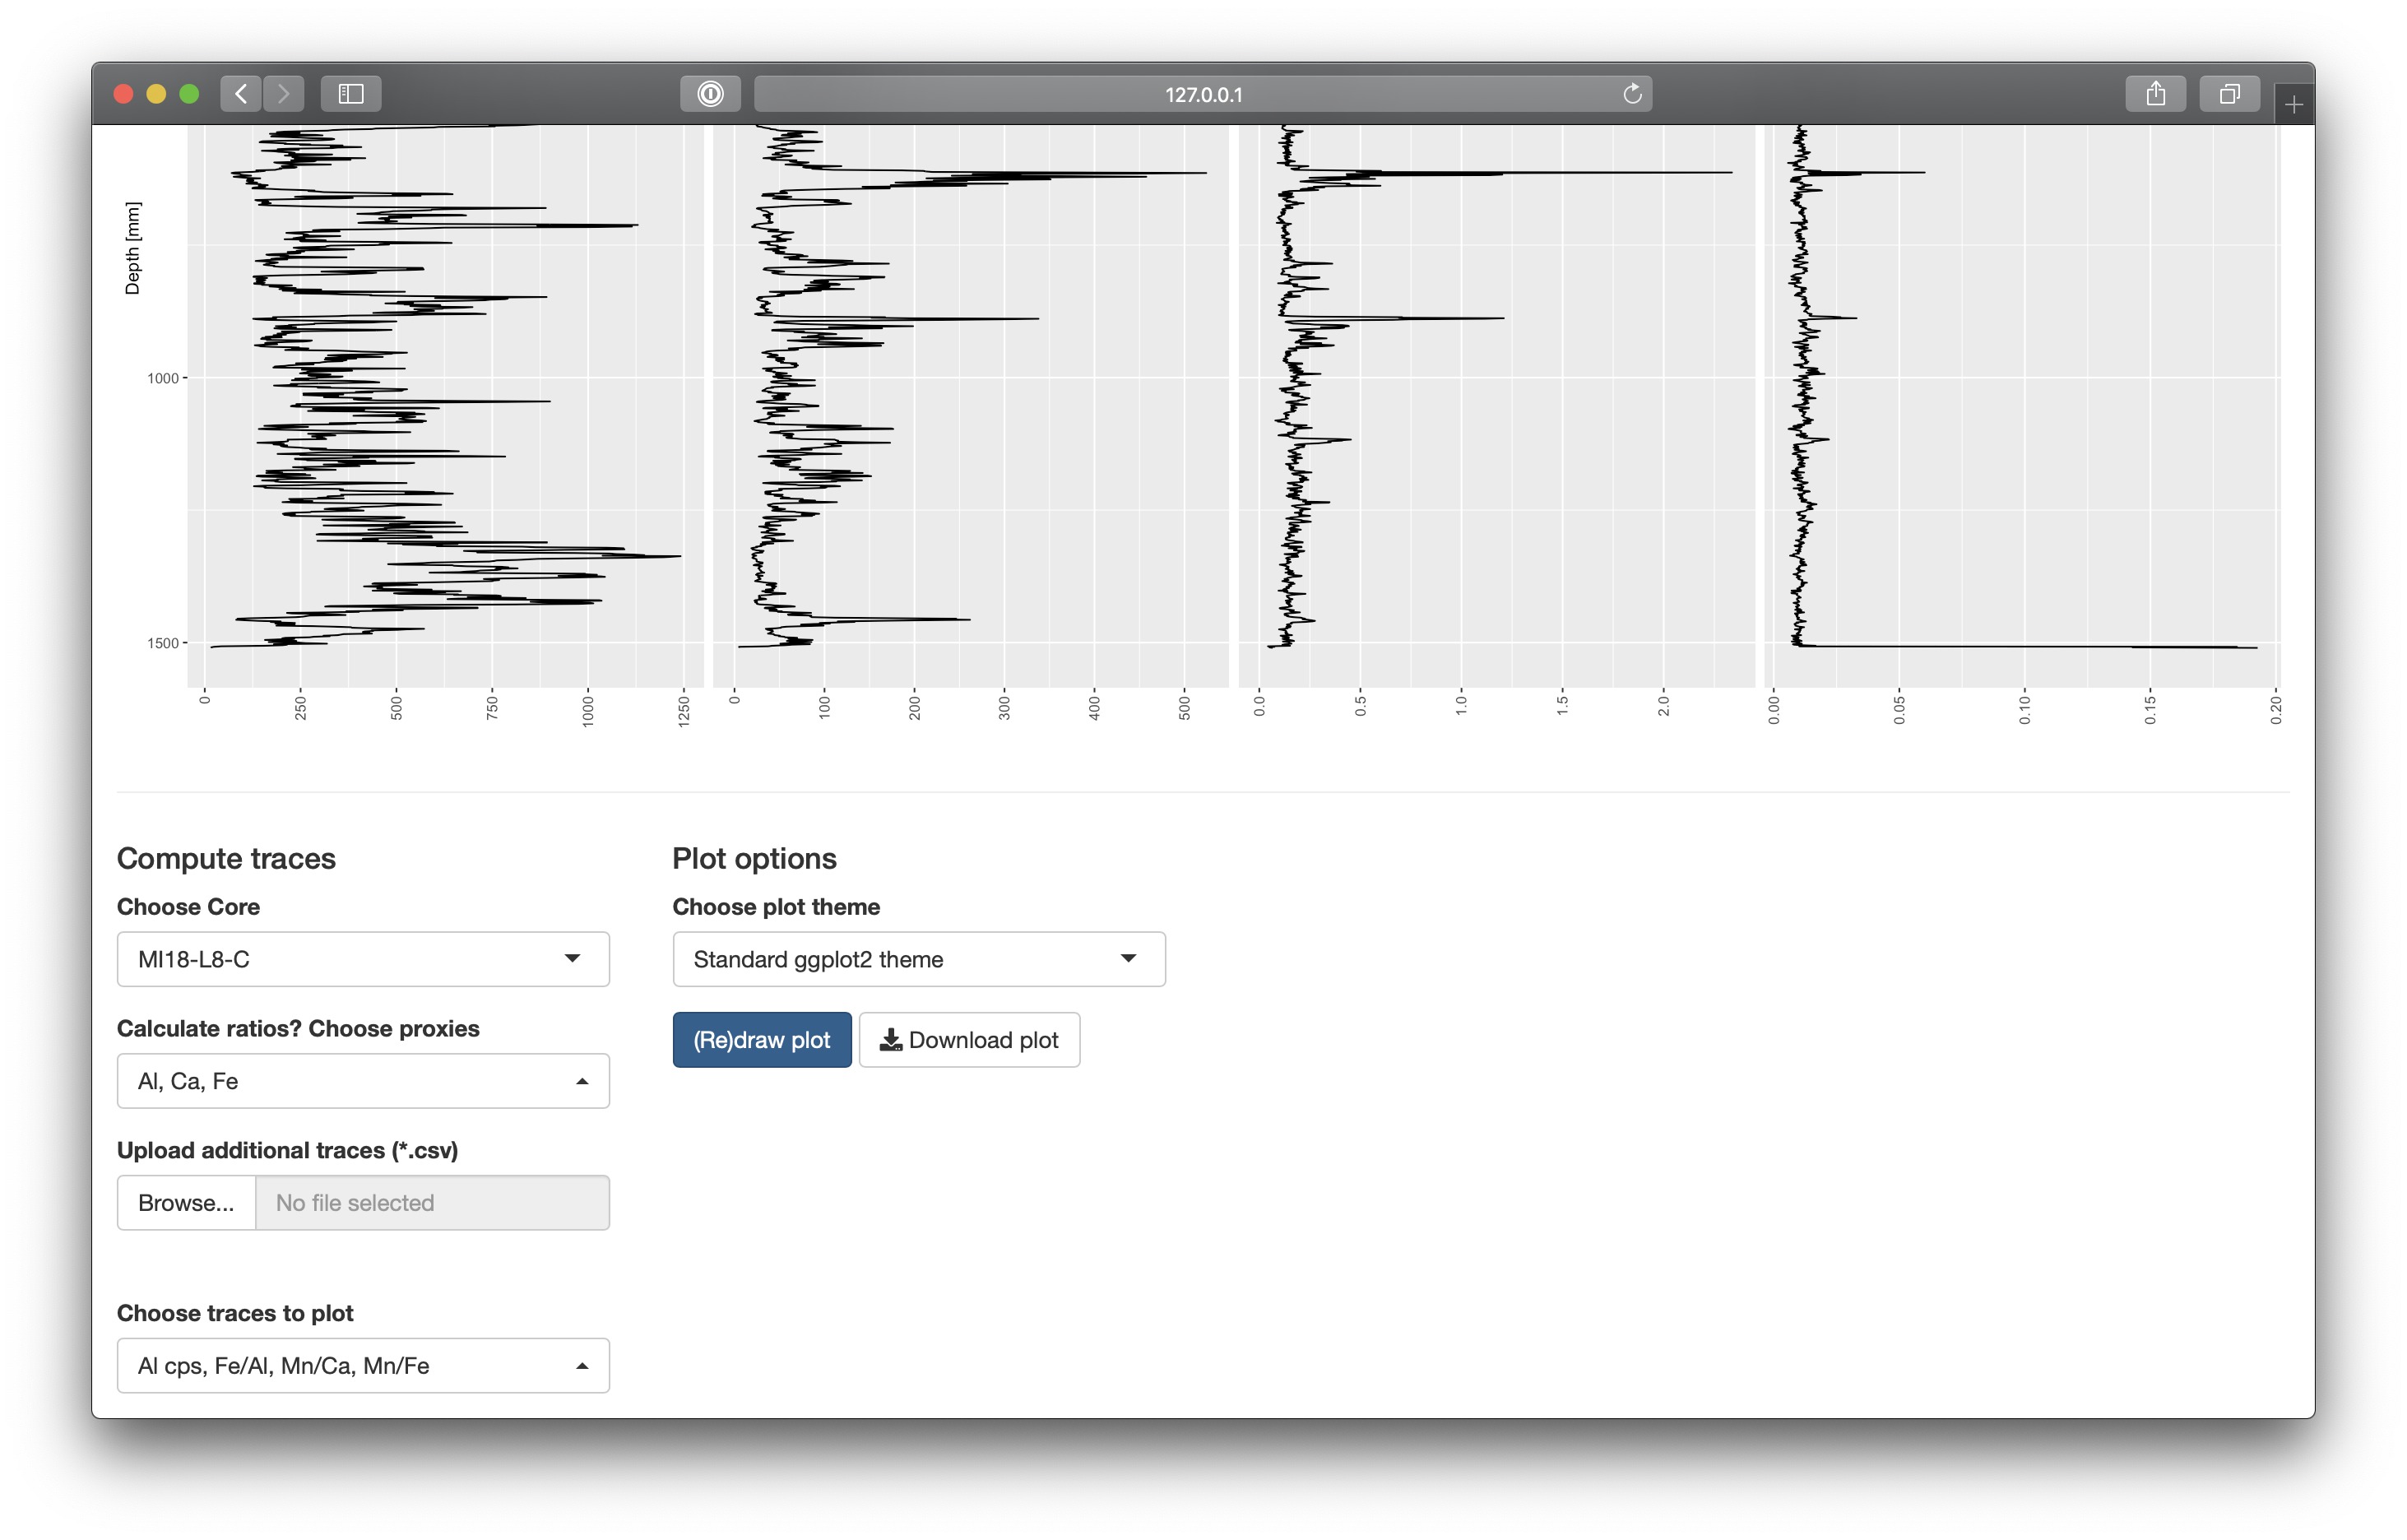 127.0.0.1
Depth [mm]
1000
1500
0 250 500 750 1000 1250 0 100 200 300 400 500 0.0 0.5 1.0 1.5 2.0 0.00 0.05 0.10 0.15 0.20
Compute traces
Plot options
Choose Core
Choose plot theme
MI18-L8-C
Standard ggplot2 theme
Calculate ratios? Choose proxies
(Re)draw plot
Download plot
Al, Ca, Fe
Upload additional traces (*.csv)
Browse... No file selected
Choose traces to plot
Al cps, Fe/Al, Mn/Ca, Mn/Fe